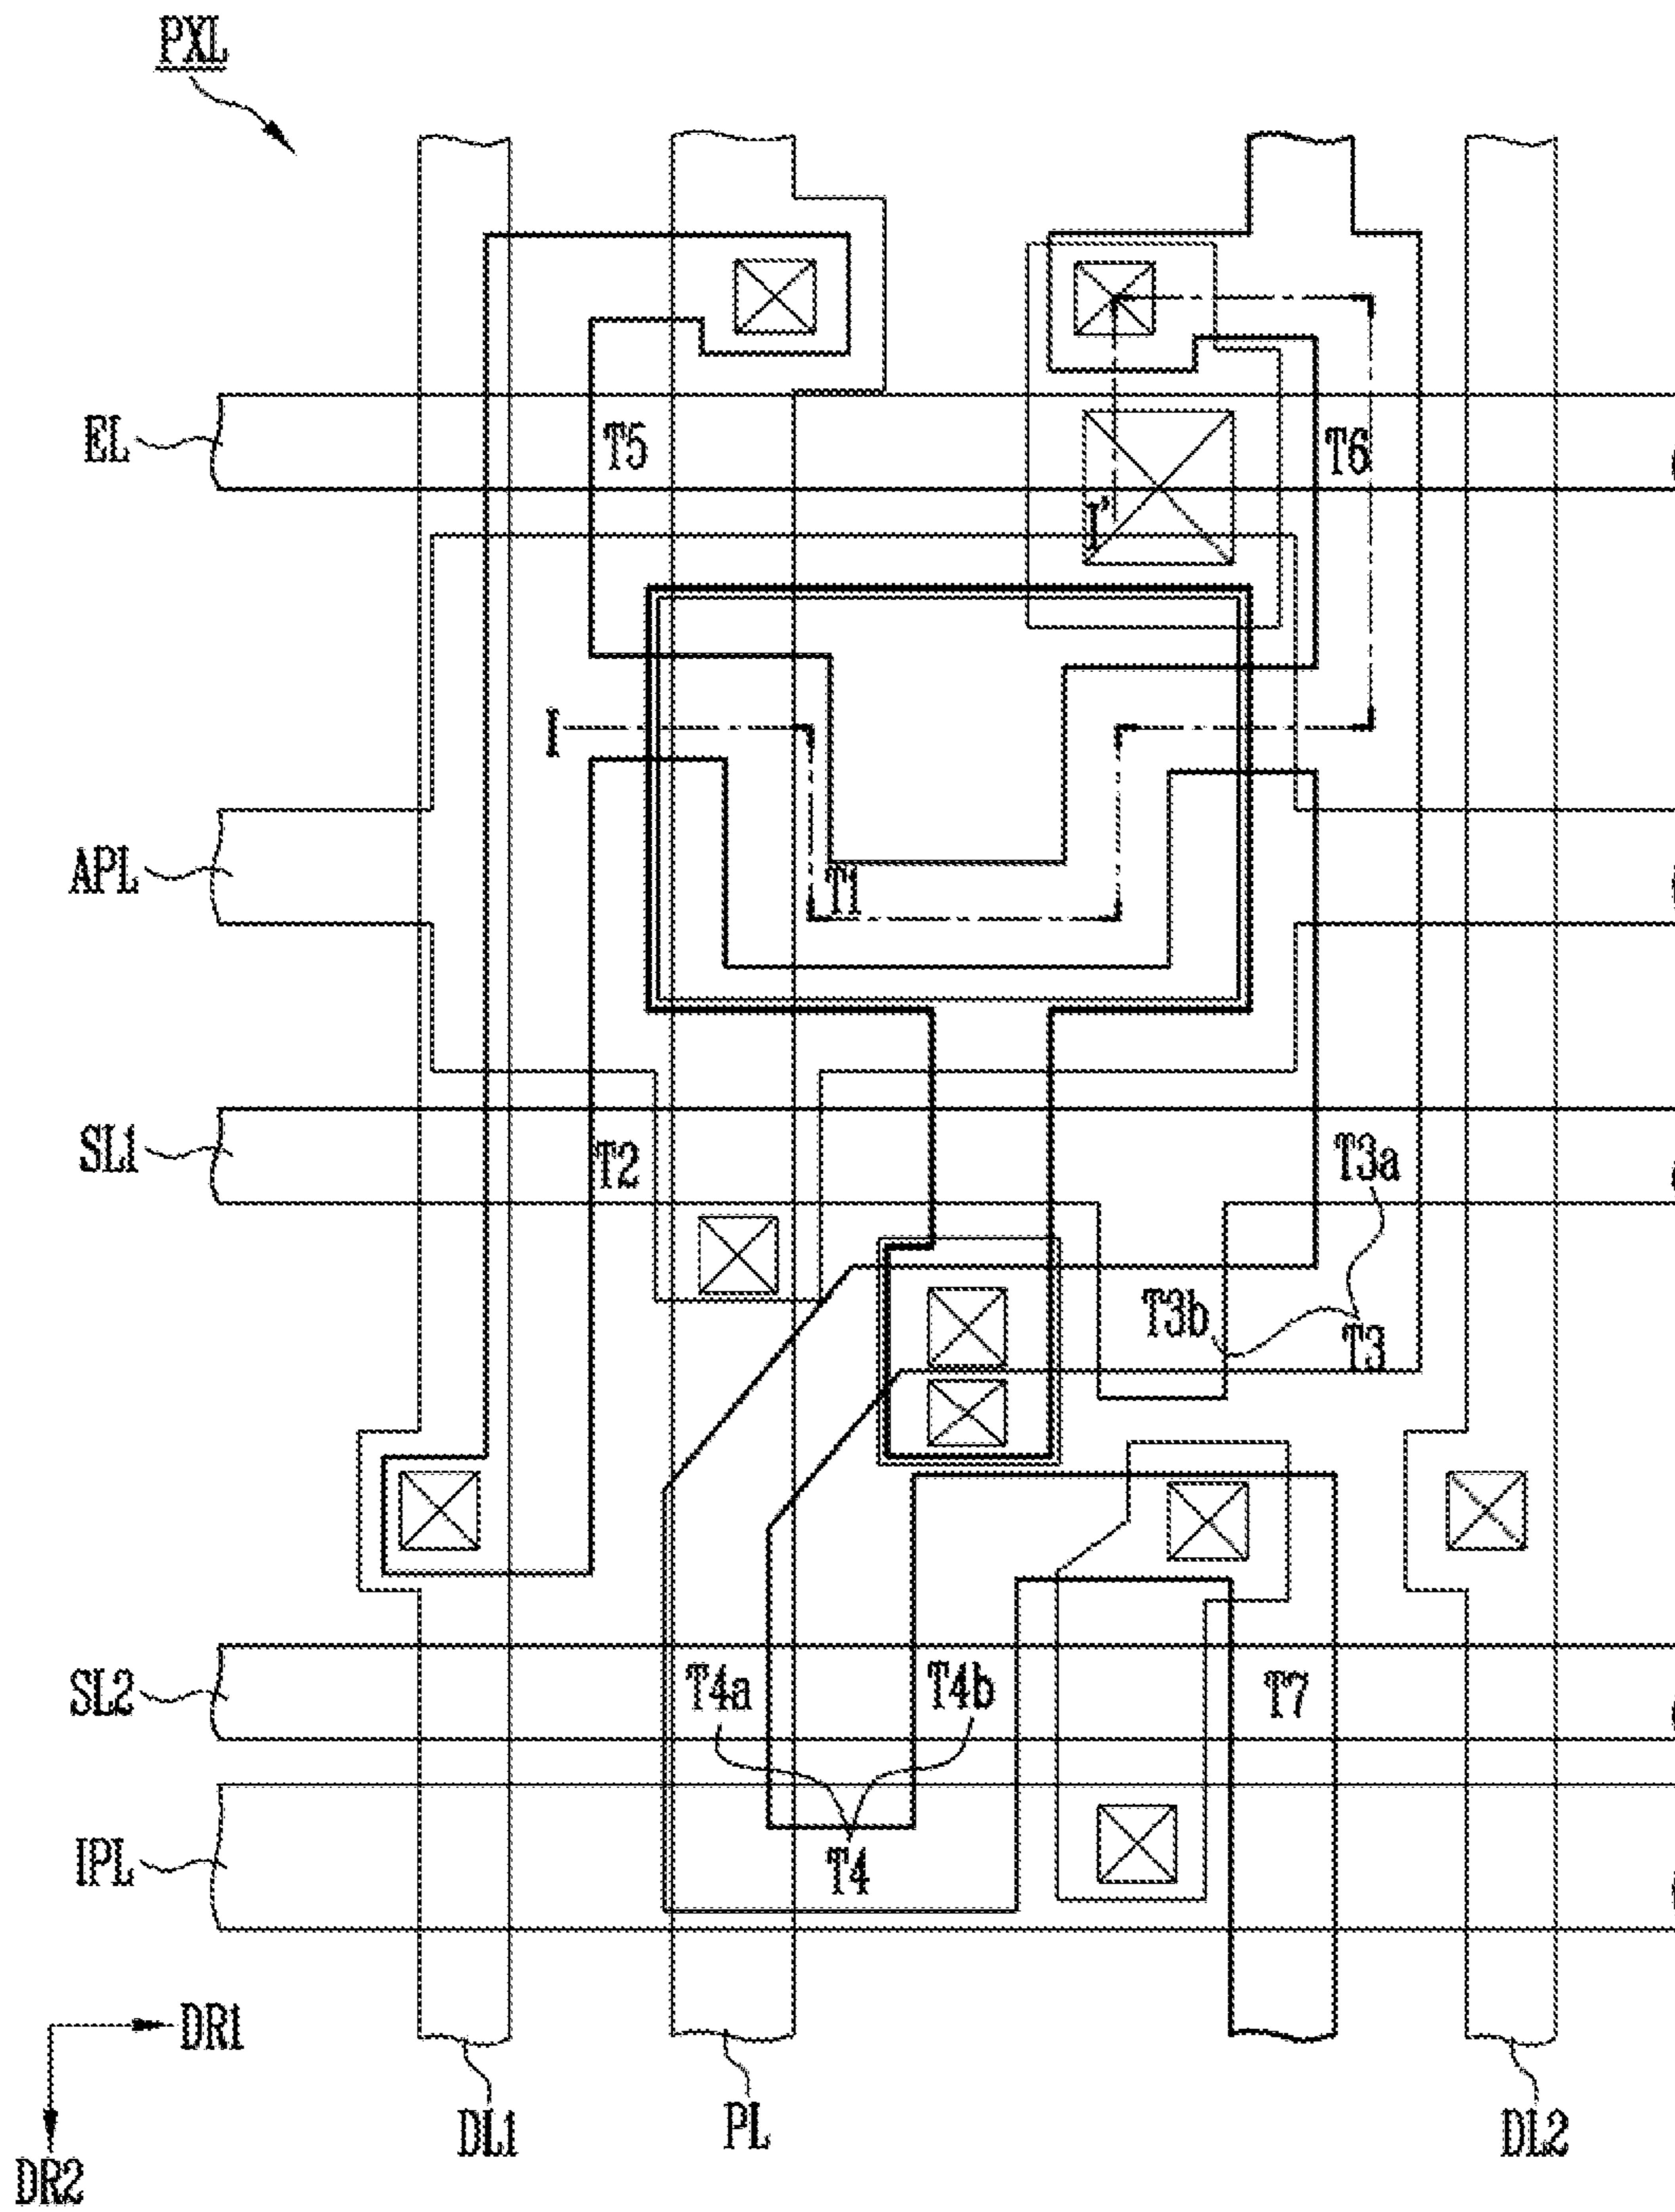 PXL
EL
T5
T6
I'
I
APL
T1
SL1
T2
T3a
T3b
T3
SL2
T4a
T4b
T7
IPL
T4
DR1
DR2
DL1
PL
DL2